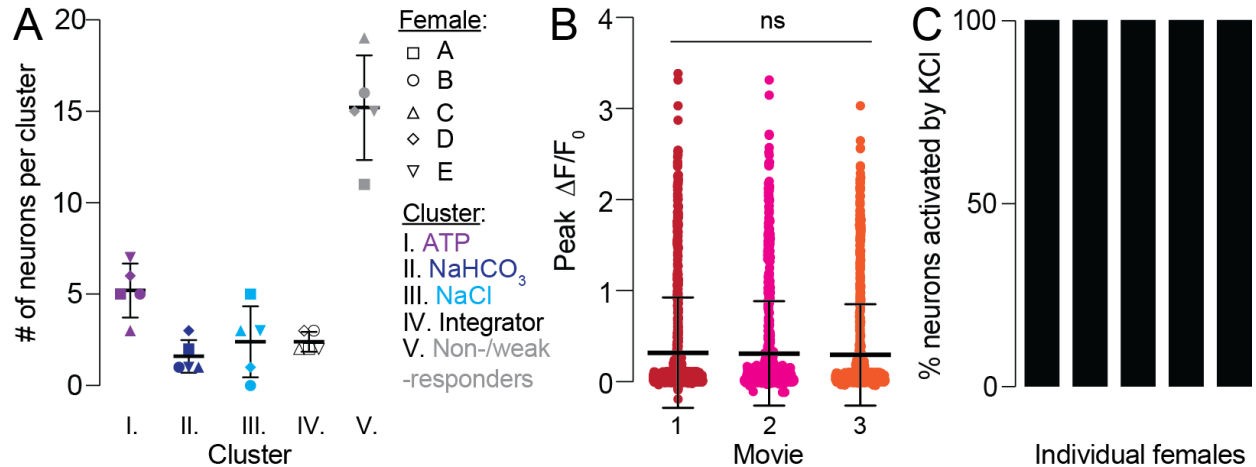 A
# of neurons per cluster
20
15
10
5
0
I.
II.
III.
IV.
V.
Cluster
Female:
A
B
C
D
E
Cluster:
I. ATP
II. NaHCO₃
III. NaCl
IV. Integrator
V. Non-/weak
-responders
B
Peak ΔF/F₀
4
3
2
1
0
ns
1
2
3
Movie
C
% neurons activated by KCl
100
50
0
Individual females